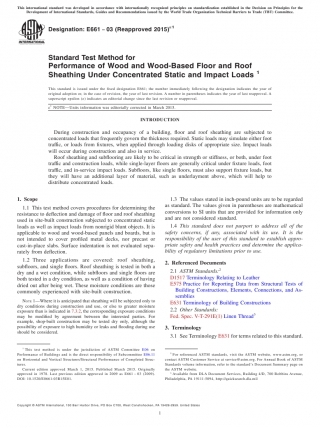 This international standard was developed in accordance with internationally recognized principles on standardization established in the Decision on Principles for the
Development of International Standards, Guides and Recommendations issued by the World Trade Organization Technical Barriers to Trade (TBT) Committee.
Designation: E661 − 03 (Reapproved 2015)ε1
Standard Test Method for
Performance of Wood and Wood-Based Floor and Roof
Sheathing Under Concentrated Static and Impact Loads 1
This standard is issued under the fixed designation E661; the number immediately following the designation indicates the year of
original adoption or, in the case of revision, the year of last revision. A number in parentheses indicates the year of last reapproval. A
superscript epsilon (ε) indicates an editorial change since the last revision or reapproval.
ε1 NOTE—Units information was editorially corrected in March 2015.
INTRODUCTION
During construction and occupancy of a building, floor and roof sheathing are subjected to
concentrated loads that frequently govern the thickness required. Static loads may simulate either foot
traffic, or loads from fixtures, when applied through loading disks of appropriate size. Impact loads
will occur during construction and also in service.
Roof sheathing and subflooring are likely to be critical in strength or stiffness, or both, under foot
traffic and construction loads, while single-layer floors are generally critical under fixture loads, foot
traffic, and in-service impact loads. Subfloors, like single floors, must also support fixture loads, but
they will have an additional layer of material, such as underlayment above, which will help to
distribute concentrated loads.
1. Scope
1.1 This test method covers procedures for determining the
resistance to deflection and damage of floor and roof sheathing
used in site-built construction subjected to concentrated static
loads as well as impact loads from nonrigid blunt objects. It is
applicable to wood and wood-based panels and boards, but is
not intended to cover profiled metal decks, nor precast or
cast-in-place slabs. Surface indentation is not evaluated sepa-
rately from deflection.
1.2 Three applications are covered: roof sheathing,
subfloors, and single floors. Roof sheathing is tested in both a
dry and a wet condition, while subfloors and single floors are
both tested in a dry condition, as well as a condition of having
dried out after being wet. These moisture conditions are those
commonly experienced with site-built construction.
NOTE 1—Where it is anticipated that sheathing will be subjected only to
dry conditions during construction and use, or else to greater moisture
exposure than is indicated in 7.1.2, the corresponding exposure conditions
may be modified by agreement between the interested parties. For
example, shop-built construction may be tested dry only, although the
possibility of exposure to high humidity or leaks and flooding during use
should be considered.
1.3 The values stated in inch-pound units are to be regarded
as standard. The values given in parentheses are mathematical
conversions to SI units that are provided for information only
and are not considered standard.
1.4 This standard does not purport to address all of the
safety concerns, if any, associated with its use. It is the
responsibility of the user of this standard to establish appro-
priate safety and health practices and determine the applica-
bility of regulatory limitations prior to use.
2. Referenced Documents
2.1 ASTM Standards:2
D1517 Terminology Relating to Leather
E575 Practice for Reporting Data from Structural Tests of
Building Constructions, Elements, Connections, and As-
semblies
E631 Terminology of Building Constructions
2.2 Other Standards:
Fed. Spec. V-T-291E(1) Linen Thread3
3. Terminology
3.1 See Terminology E631 for terms related to this standard.
1 This test method is under the jurisdiction of ASTM Committee E06 on
Performance of Buildings and is the direct responsibility of Subcommittee E06.11
on Horizontal and Vertical Structures/Structural Performance of Completed Struc-
tures.
Current edition approved March 1, 2015. Published March 2015. Originally
approved in 1978. Last previous edition approved in 2009 as E661 – 03 (2009).
DOI: 10.1520/E0661-03R15E01.
2 For referenced ASTM standards, visit the ASTM website, www.astm.org, or
contact ASTM Customer Service at service@astm.org. For Annual Book of ASTM
Standards volume information, refer to the standard's Document Summary page on
the ASTM website.
3 Available from DLA Document Services, Building 4/D, 700 Robbins Avenue,
Philadelphia, PA 19111-5094, http://quicksearch.dla.mil/
Copyright © ASTM International, 100 Barr Harbor Drive, PO Box C700, West Conshohocken, PA 19428-2959. United States
1